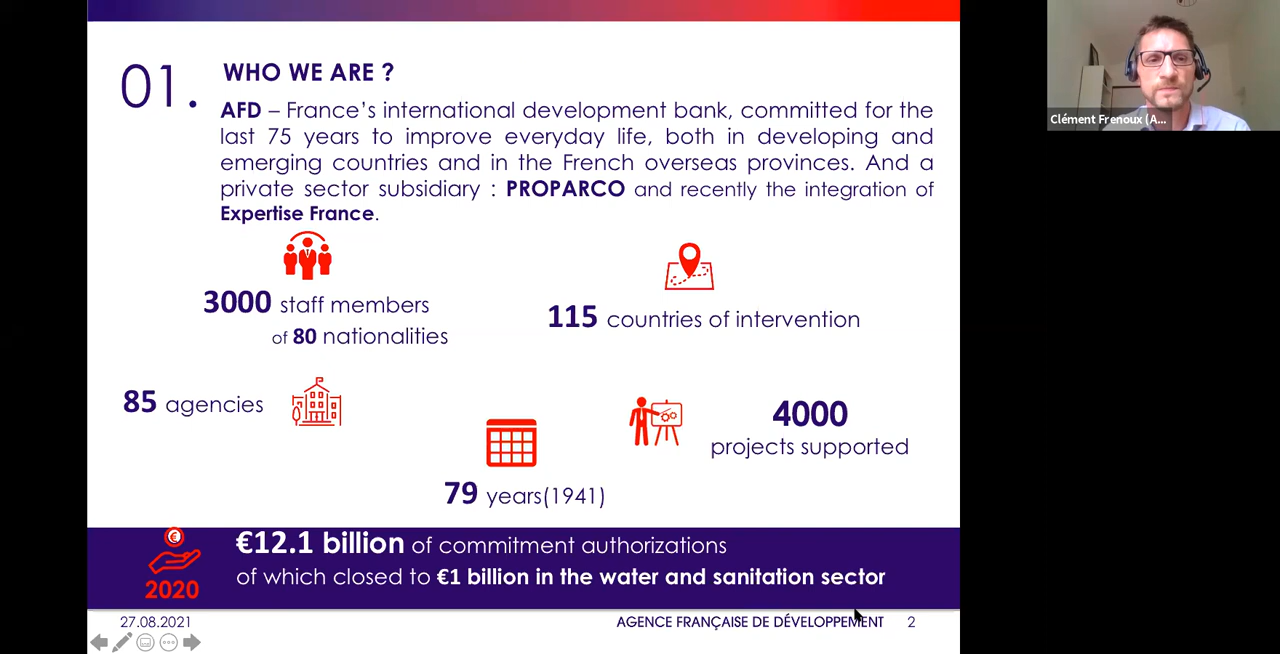 01.
WHO WE ARE ?
AFD – France's international development bank, committed for the
last 75 years to improve everyday life, both in developing and
emerging countries and in the French overseas provinces. And a
private sector subsidiary : PROPARCO and recently the integration of
Expertise France.
3000 staff members
of 80 nationalities
115 countries of intervention
85 agencies
4000
projects supported
79 years(1941)
€
2020
€12.1 billion of commitment authorizations
of which closed to €1 billion in the water and sanitation sector
27.08.2021
AGENCE FRANÇAISE DE DÉVELOPPEMENT 2
Clément Frenoux (A...